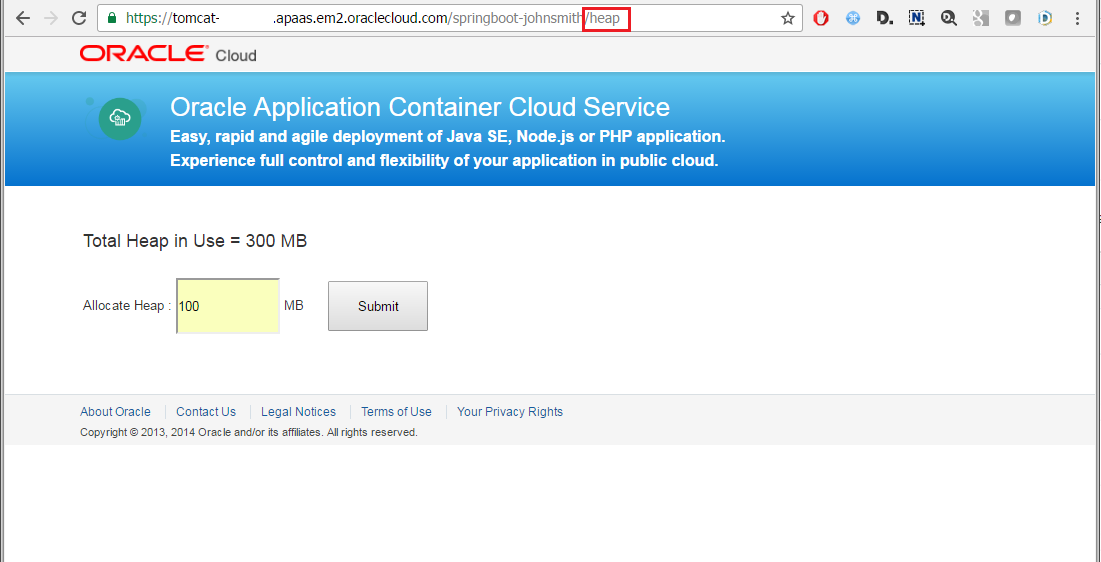 https://tomcat- .apaas.em2.oraclecloud.com/springboot-johnsmith/heap
ORACLE Cloud
Oracle Application Container Cloud Service
Easy, rapid and agile deployment of Java SE, Node.js or PHP application.
Experience full control and flexibility of your application in public cloud.
Total Heap in Use = 300 MB
Allocate Heap : 100 MB Submit
About Oracle Contact Us Legal Notices Terms of Use Your Privacy Rights
Copyright © 2013, 2014 Oracle and/or its affiliates. All rights reserved.